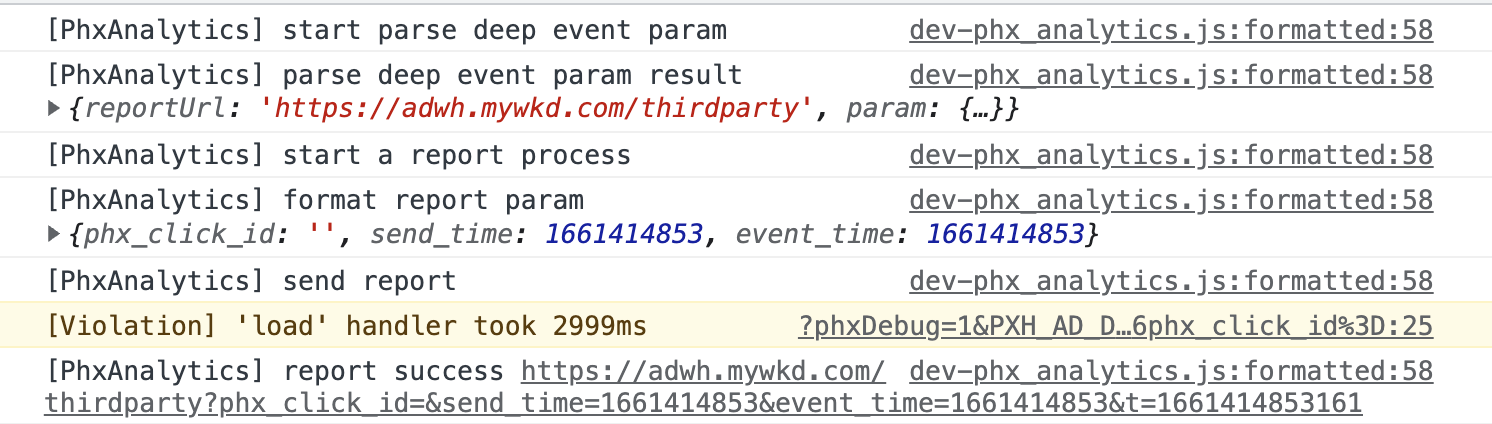 [PhxAnalytics] start parse deep event param dev-phx_analytics.js:formatted:58
[PhxAnalytics] parse deep event param result dev-phx_analytics.js:formatted:58
{reportUrl: 'https://adwh.mywkd.com/thirdparty', param: {…}}
[PhxAnalytics] start a report process dev-phx_analytics.js:formatted:58
[PhxAnalytics] format report param dev-phx_analytics.js:formatted:58
{phx_click_id: '', send_time: 1661414853, event_time: 1661414853}
[PhxAnalytics] send report dev-phx_analytics.js:formatted:58
[Violation] 'load' handler took 2999ms ?phxDebug=1&PXH_AD_D…6phx_click_id%3D:25
[PhxAnalytics] report success https://adwh.mywkd.com/ dev-phx_analytics.js:formatted:58
thirdparty?phx_click_id=&send_time=1661414853&event_time=1661414853&t=1661414853161